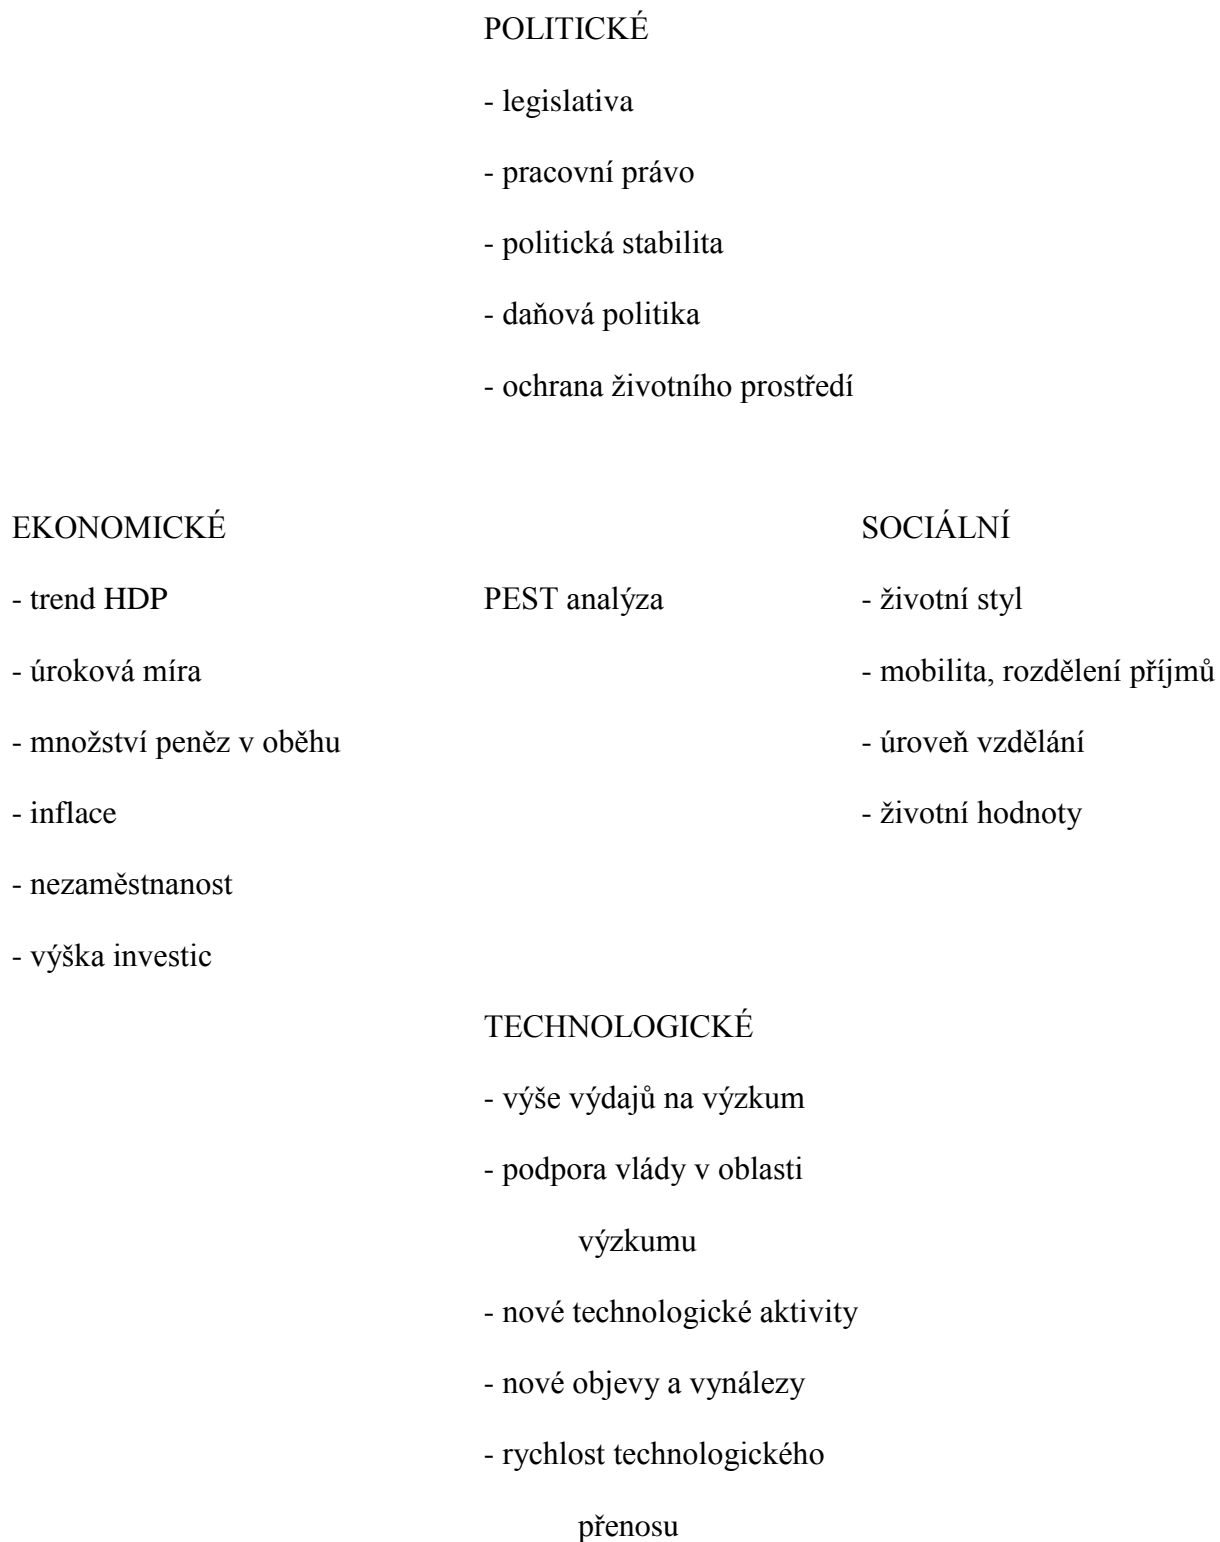 POLITICKÉ
- legislativa
- pracovní právo
- politická stabilita
- daňová politika
- ochrana životního prostředí
EKONOMICKÉ
- trend HDP
- úroková míra
- množství peněz v oběhu
- inflace
- nezaměstnanost
- výška investic
PEST analýza
SOCIÁLNÍ
- životní styl
- mobilita, rozdělení příjmů
- úroveň vzdělání
- životní hodnoty
TECHNOLOGICKÉ
- výše výdajů na výzkum
- podpora vlády v oblasti
výzkumu
- nové technologické aktivity
- nové objevy a vynálezy
- rychlost technologického
přenosu